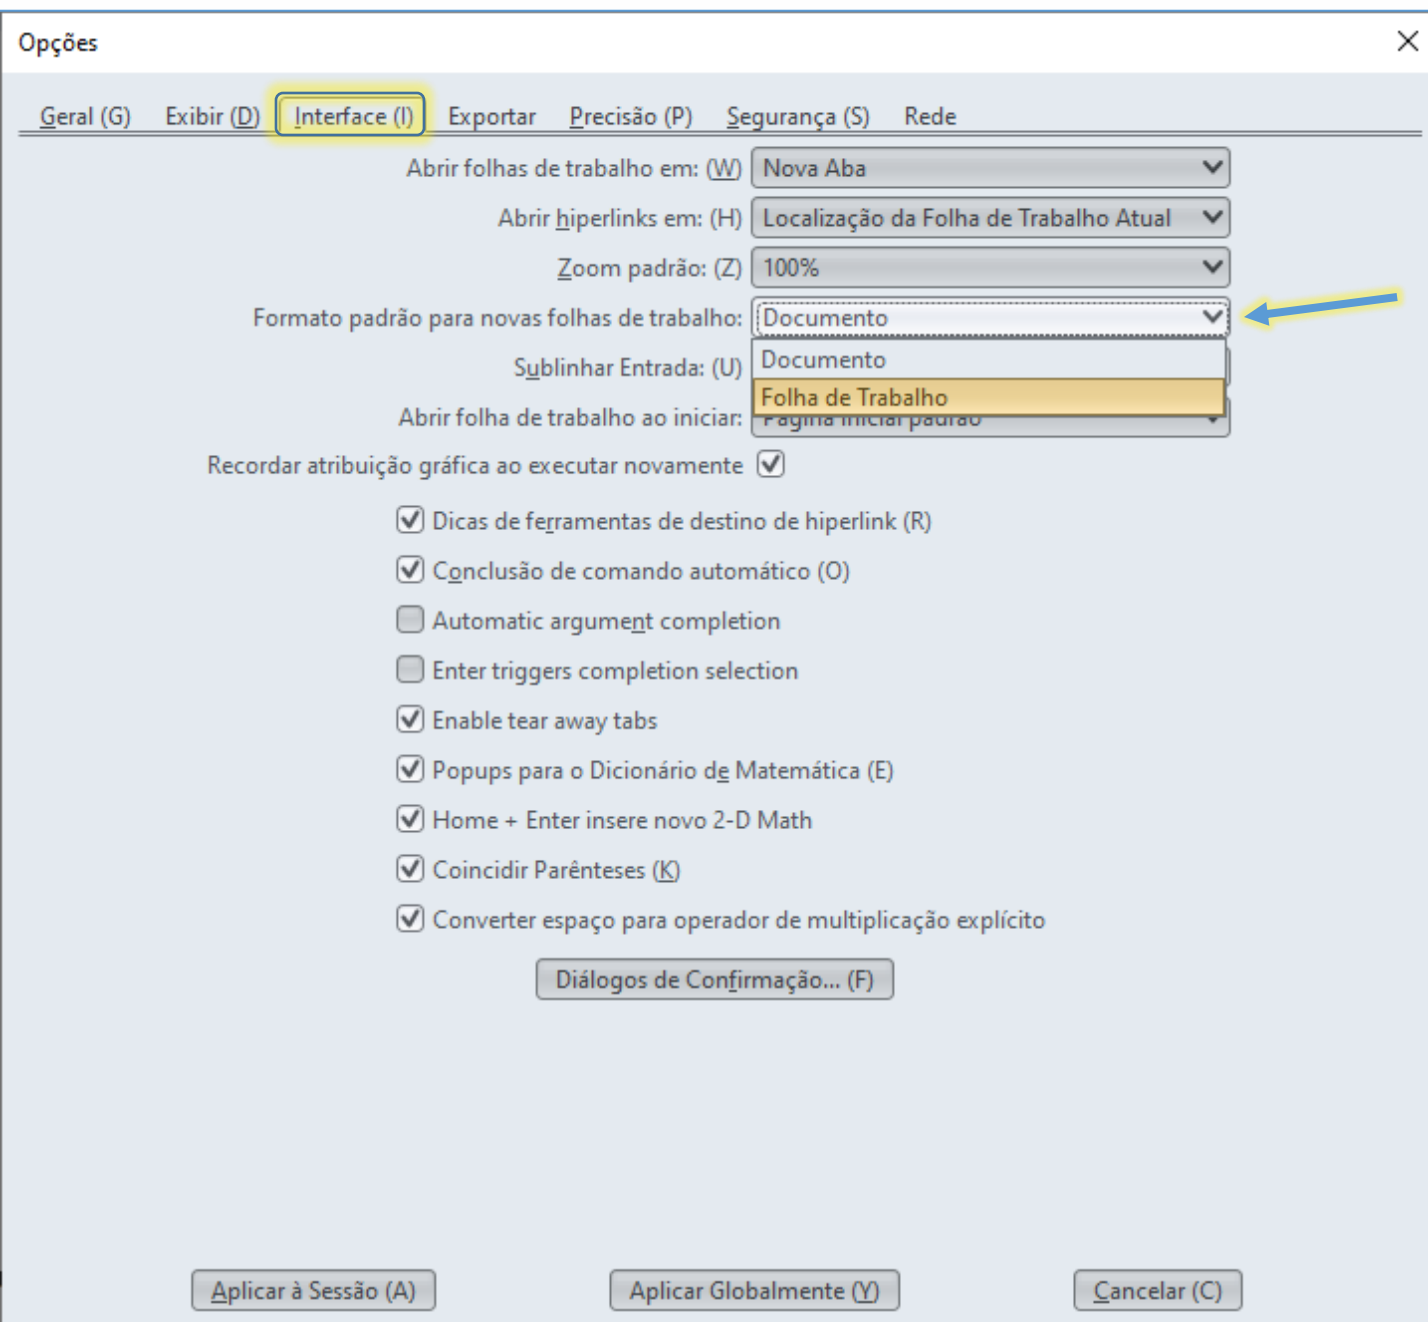 Opções
Geral (G) Exibir (D) Interface (I) Exportar Precisão (P) Segurança (S) Rede
Abrir folhas de trabalho em: (W) Nova Aba
Abrir hiperlinks em: (H) Localização da Folha de Trabalho Atual
Zoom padrão: (Z) 100%
Formato padrão para novas folhas de trabalho: Documento
Documento
Sublinhar Entrada: (U)
Folha de Trabalho
Abrir folha de trabalho ao iniciar: Página inicial padrão
Recordar atribuição gráfica ao executar novamente
Dicas de ferramentas de destino de hiperlink (R)
Conclusão de comando automático (O)
Automatic argument completion
Enter triggers completion selection
Enable tear away tabs
Popups para o Dicionário de Matemática (E)
Home + Enter insere novo 2-D Math
Coincidir Parênteses (K)
Converter espaço para operador de multiplicação explícito
Diálogos de Confirmação... (F)
Aplicar à Sessão (A) Aplicar Globalmente (Y) Cancelar (C)